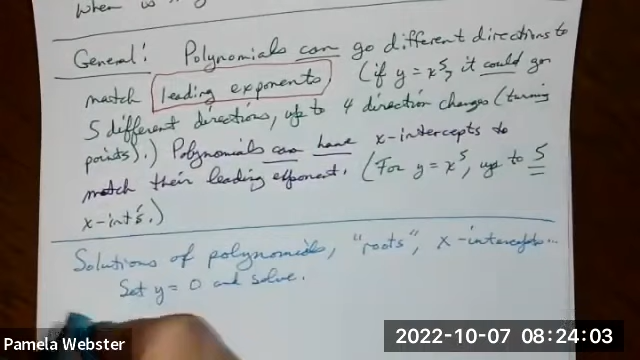 when is
General: Polynomials can go different directions to
match leading exponents (if y = x⁵, it could go
5 different directions, up to 4 direction changes (turning
points).) Polynomials can have x-intercepts to
match their leading exponent. (For y = x⁵, up to 5
x-int's.)
Solutions of polynomials, "roots", x-intercepts...
Set y = 0 and solve.
Pamela Webster
2022-10-07 08:24:03